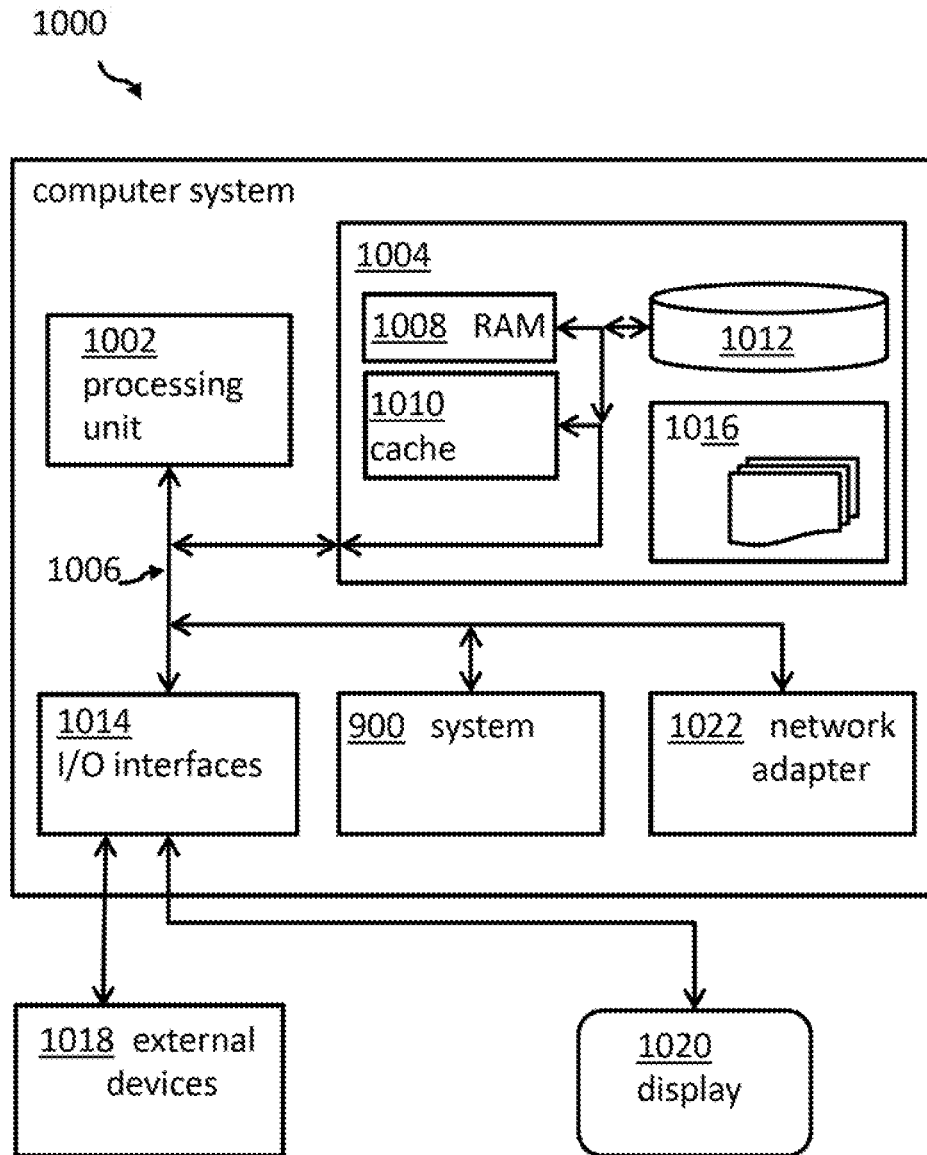 1000
computer system
1004
1008 RAM
1012
1002
processing
unit
1010
cache
1016
1006
1014
I/O interfaces
900 system
1022 network
adapter
1018 external
devices
1020
display